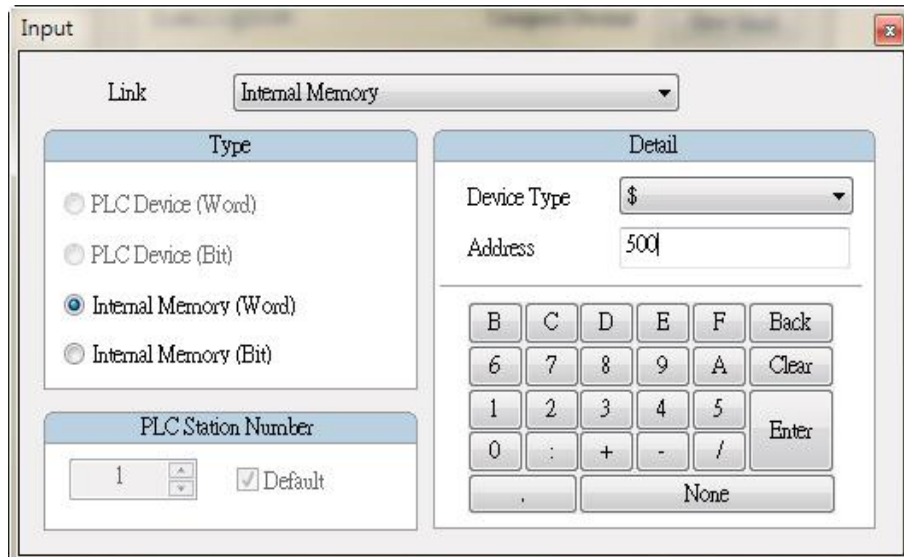 Input
Link Internal Memory
Type
PLC Device (Word)
PLC Device (Bit)
Internal Memory (Word)
Internal Memory (Bit)
PLC Station Number
1 Default
Detail
Device Type $
Address 500
B C D E F Back
6 7 8 9 A Clear
1 2 3 4 5 Enter
0 : + - /
. None